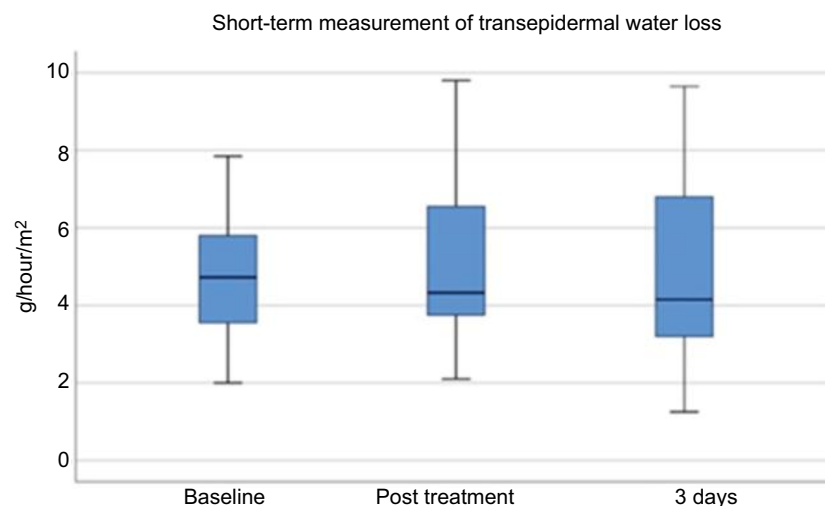 Short-term measurement of transepidermal water loss
10
8
6
4
2
0
g/hour/m²
Baseline
Post treatment
3 days